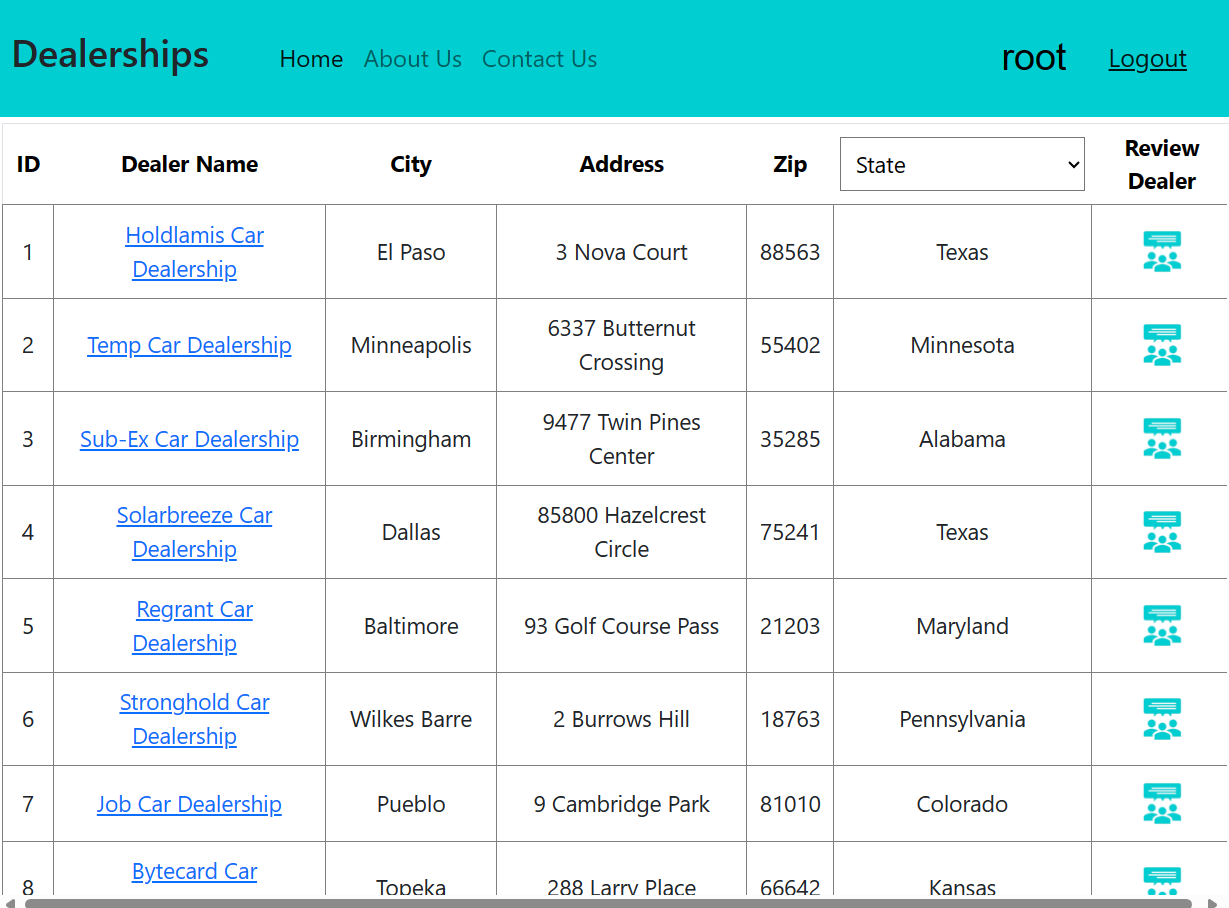 Dealerships Home About Us Contact Us root Logout
ID Dealer Name City Address Zip State Review Dealer
1 Holdlamis Car Dealership El Paso 3 Nova Court 88563 Texas
2 Temp Car Dealership Minneapolis 6337 Butternut Crossing 55402 Minnesota
3 Sub-Ex Car Dealership Birmingham 9477 Twin Pines Center 35285 Alabama
4 Solarbreeze Car Dealership Dallas 85800 Hazelcrest Circle 75241 Texas
5 Regrant Car Dealership Baltimore 93 Golf Course Pass 21203 Maryland
6 Stronghold Car Dealership Wilkes Barre 2 Burrows Hill 18763 Pennsylvania
7 Job Car Dealership Pueblo 9 Cambridge Park 81010 Colorado
8 Bytecard Car Topeka 288 Larry Place 66642 Kansas